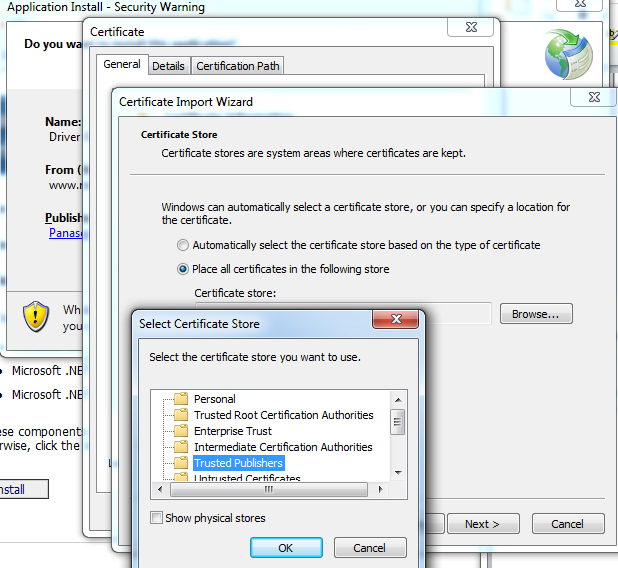 Application Install - Security Warning
Do you
Name:
Driver
From (
Publish
Panaso
Wh
you
Microsoft .NE
Microsoft .NE
ese component
rwise, click the
nstall
Certificate
General
Details
Certification Path
Certificate Import Wizard
Certificate Store
Certificate stores are system areas where certificates are kept.
Windows can automatically select a certificate store, or you can specify a location for
the certificate.
Automatically select the certificate store based on the type of certificate
Place all certificates in the following store
Certificate store:
Browse...
Next >
Cancel
Select Certificate Store
Select the certificate store you want to use.
Personal
Trusted Root Certification Authorities
Enterprise Trust
Intermediate Certification Authorities
Trusted Publishers
Untrusted Certificates
Show physical stores
OK
Cancel